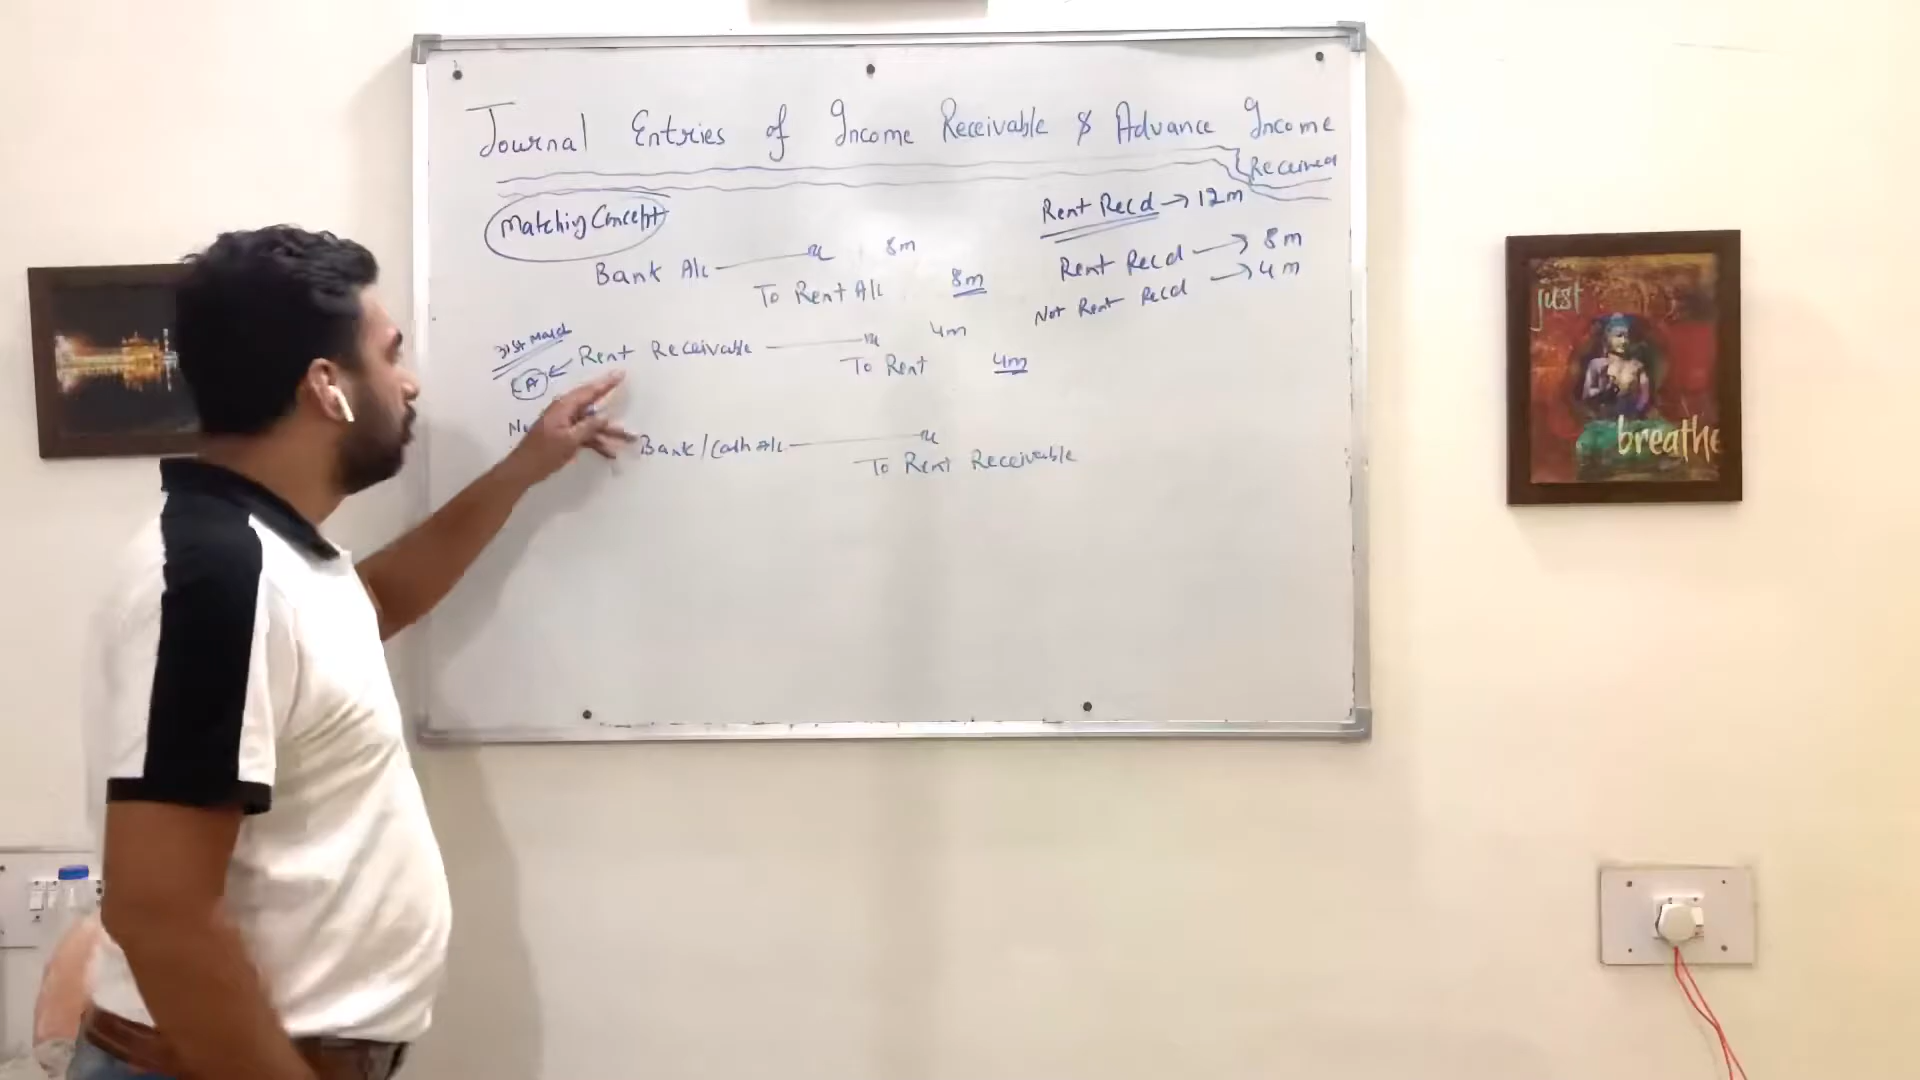 Journal Entries of Income Receivable & Advance Income
Received
Matching Concept
Rent Recd → 12m
Bank A/c 8m
To Rent A/c 8m
Rent Recd → 8m
Not Rent Recd → 4m
31st March
Rent Receivable 4m
To Rent 4m
CA
Bank/Cash A/c
To Rent Receivable
just
breathe